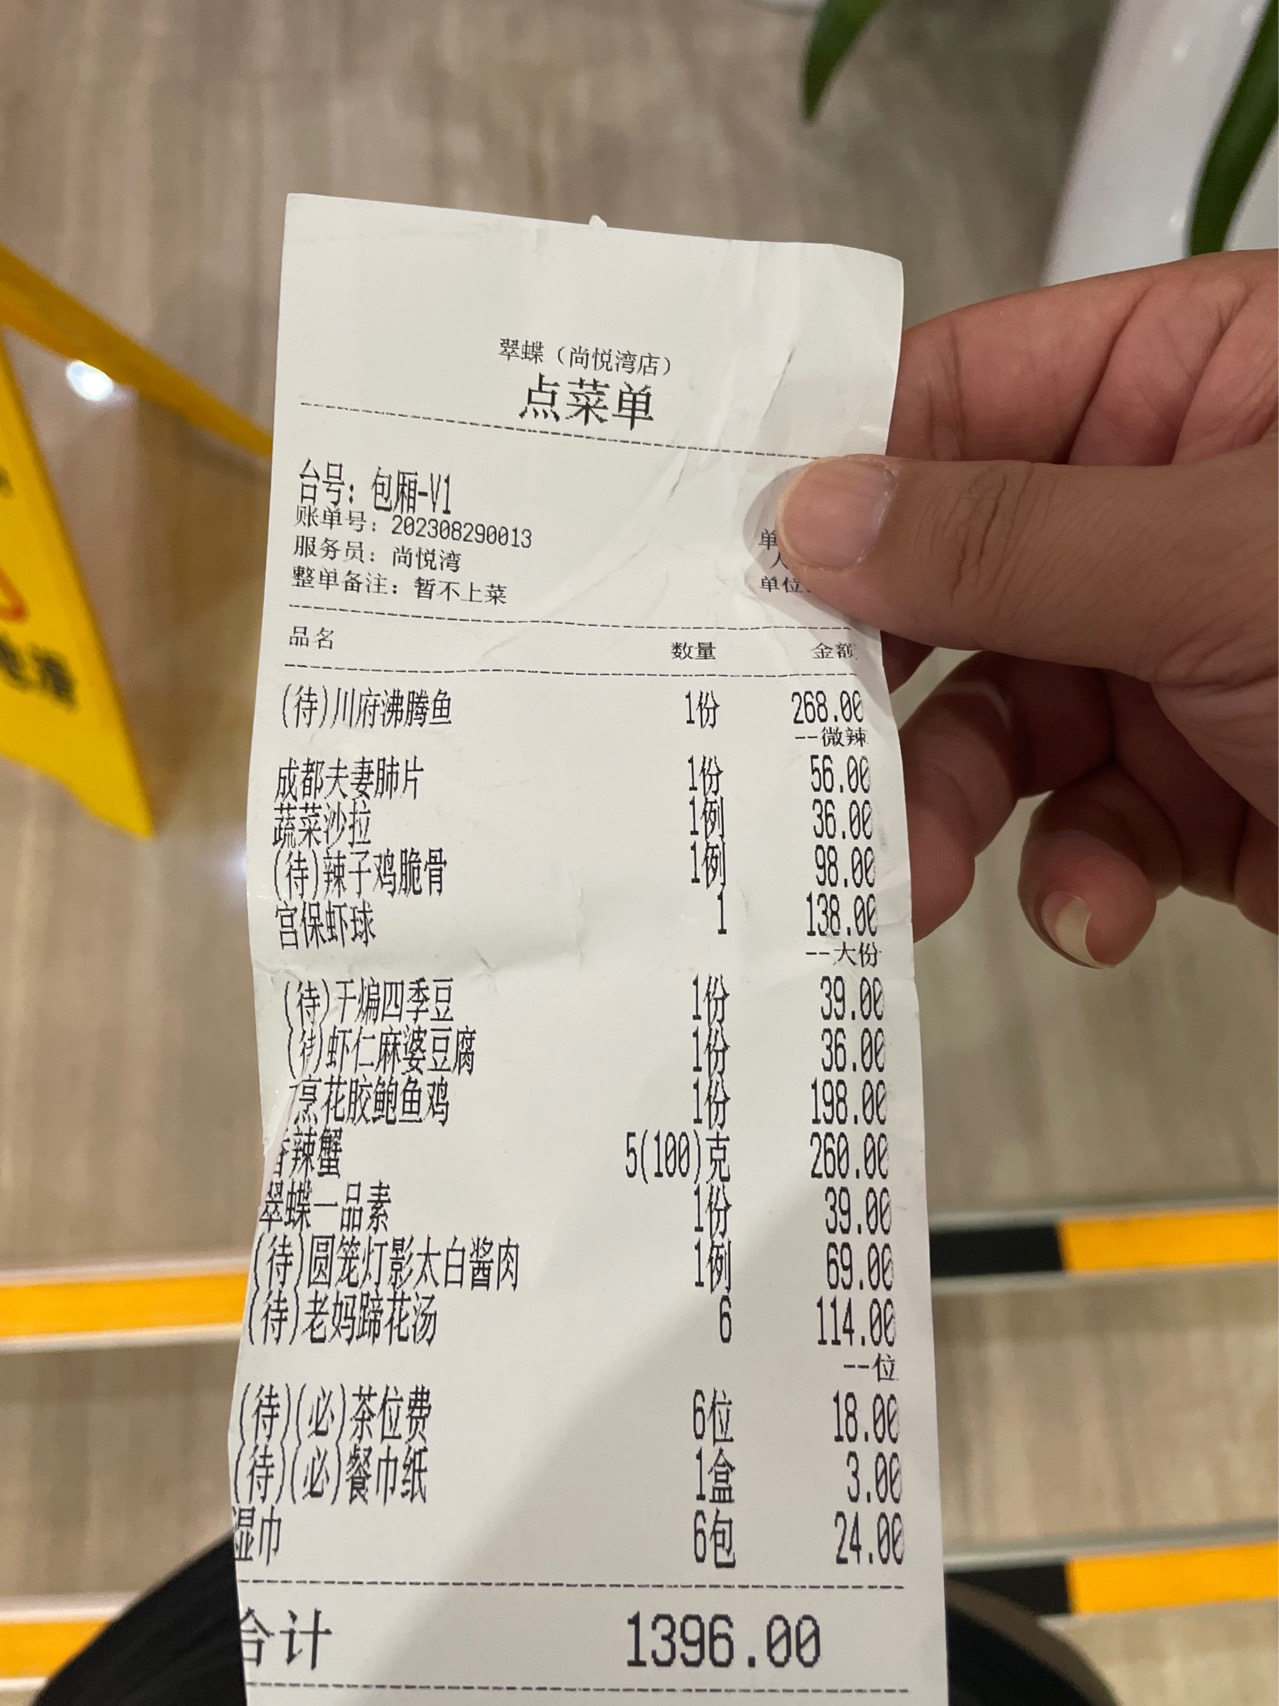 翠蝶（尚悦湾店）
点菜单
台号：包厢-V1
账单号：202308290013
单
服务员：尚悦湾
人
整单备注：暂不上菜
单位：
品名 数量 金额
(待)川府沸腾鱼 1份 268.00
--微辣
成都夫妻肺片 1份 56.00
蔬菜沙拉 1例 36.00
(待)辣子鸡脆骨 1例 98.00
宫保虾球 1 138.00
--大份
(待)干煸四季豆 1份 39.00
(待)虾仁麻婆豆腐 1份 36.00
烹花胶鲍鱼鸡 1份 198.00
香辣蟹 5(100)克 260.00
翠蝶一品素 1份 39.00
(待)圆笼灯影太白酱肉 1例 69.00
(待)老妈蹄花汤 6 114.00
--位
(待)(必)茶位费 6位 18.00
(待)(必)餐巾纸 1盒 3.00
湿巾 6包 24.00
合计 1396.00